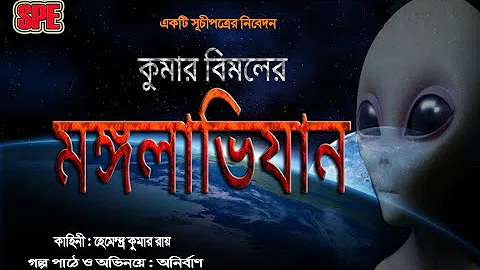 SPE
একটি সূচীপত্রের নিবেদন
কুমার বিমলের
মঙ্গলাভিযান
কাহিনী : হেমেন্দ্র কুমার রায়
গল্প পাঠে ও অভিনয়ে : অনির্বাণ